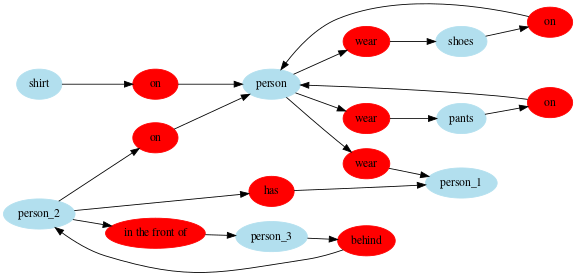 on
wear
shoes
shirt
on
person
on
wear
pants
on
wear
has
person_1
person_2
in the front of
person_3
behind